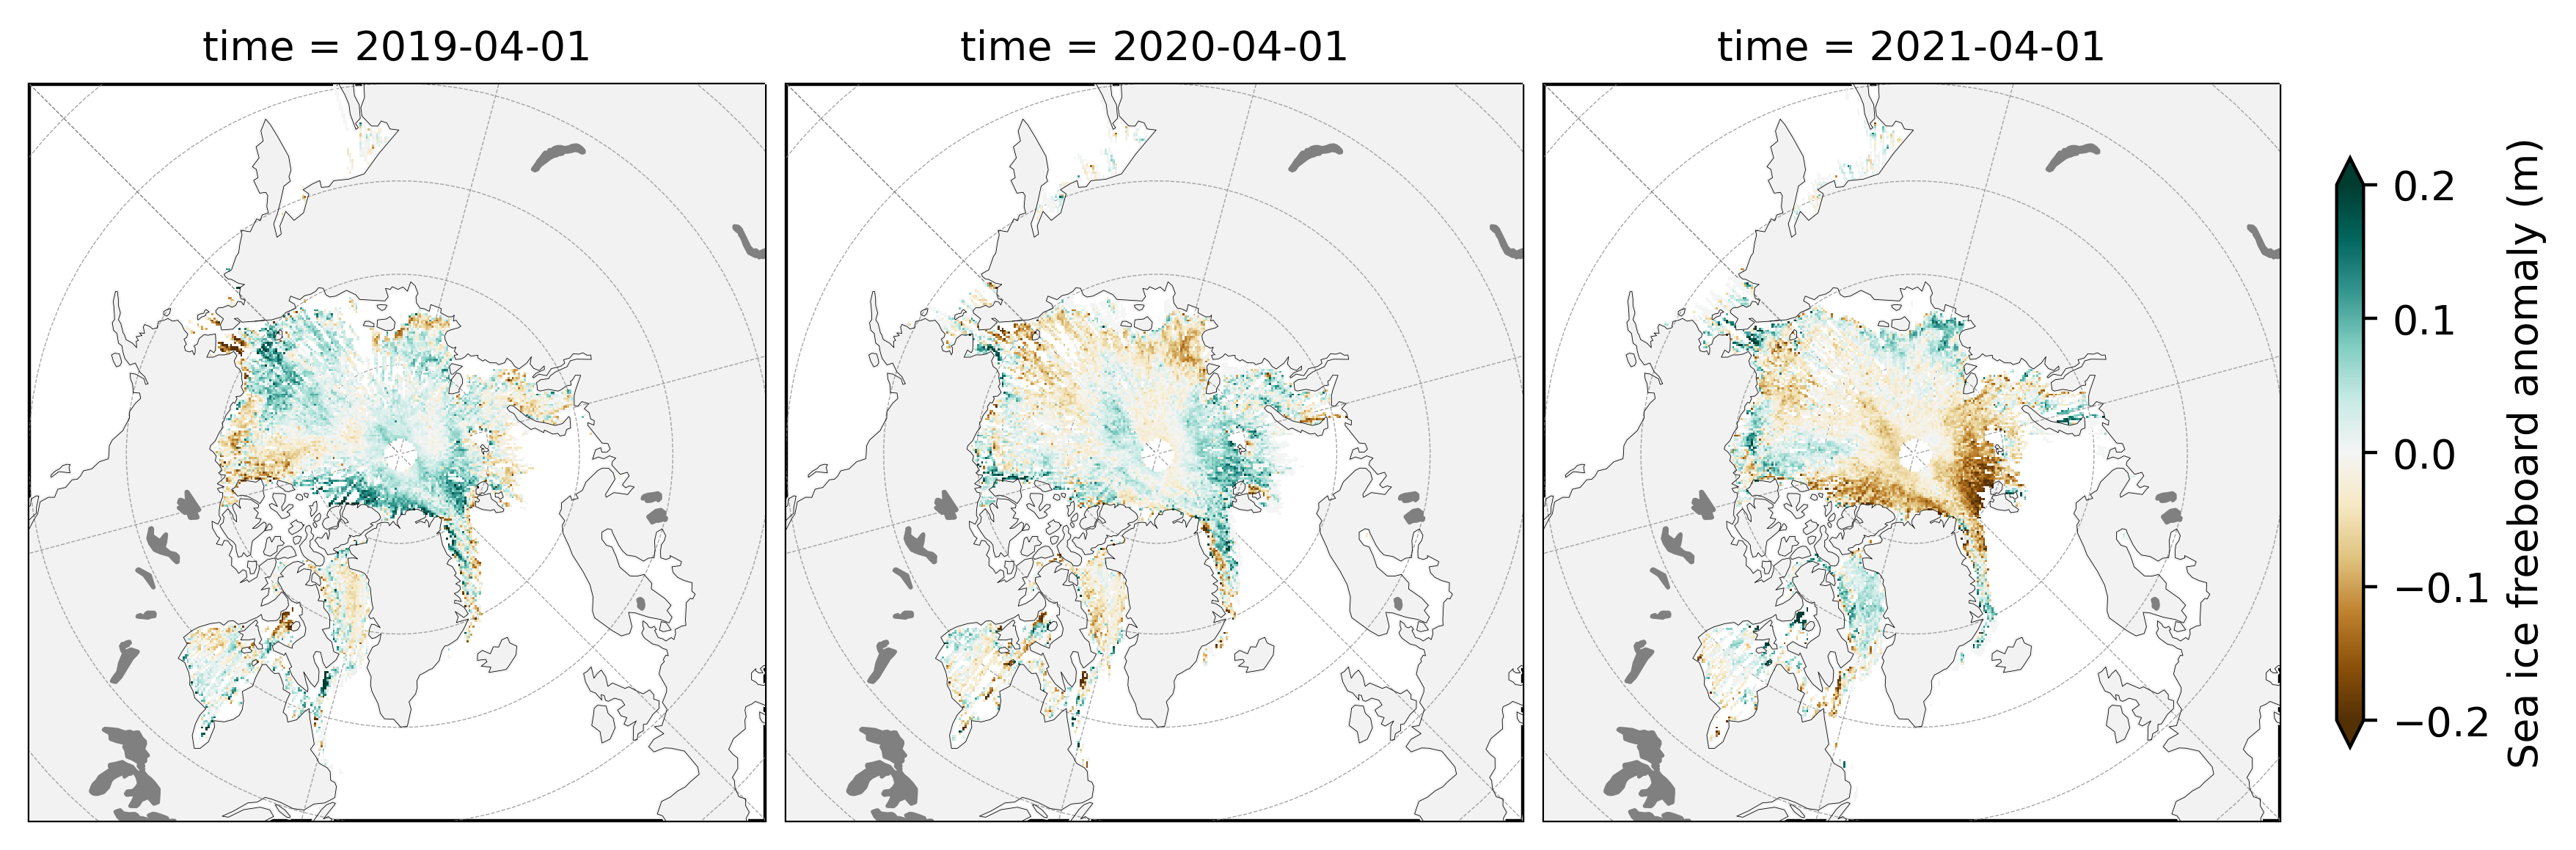 time = 2019-04-01
time = 2020-04-01
time = 2021-04-01
0.2
0.1
0.0
−0.1
−0.2
Sea ice freeboard anomaly (m)